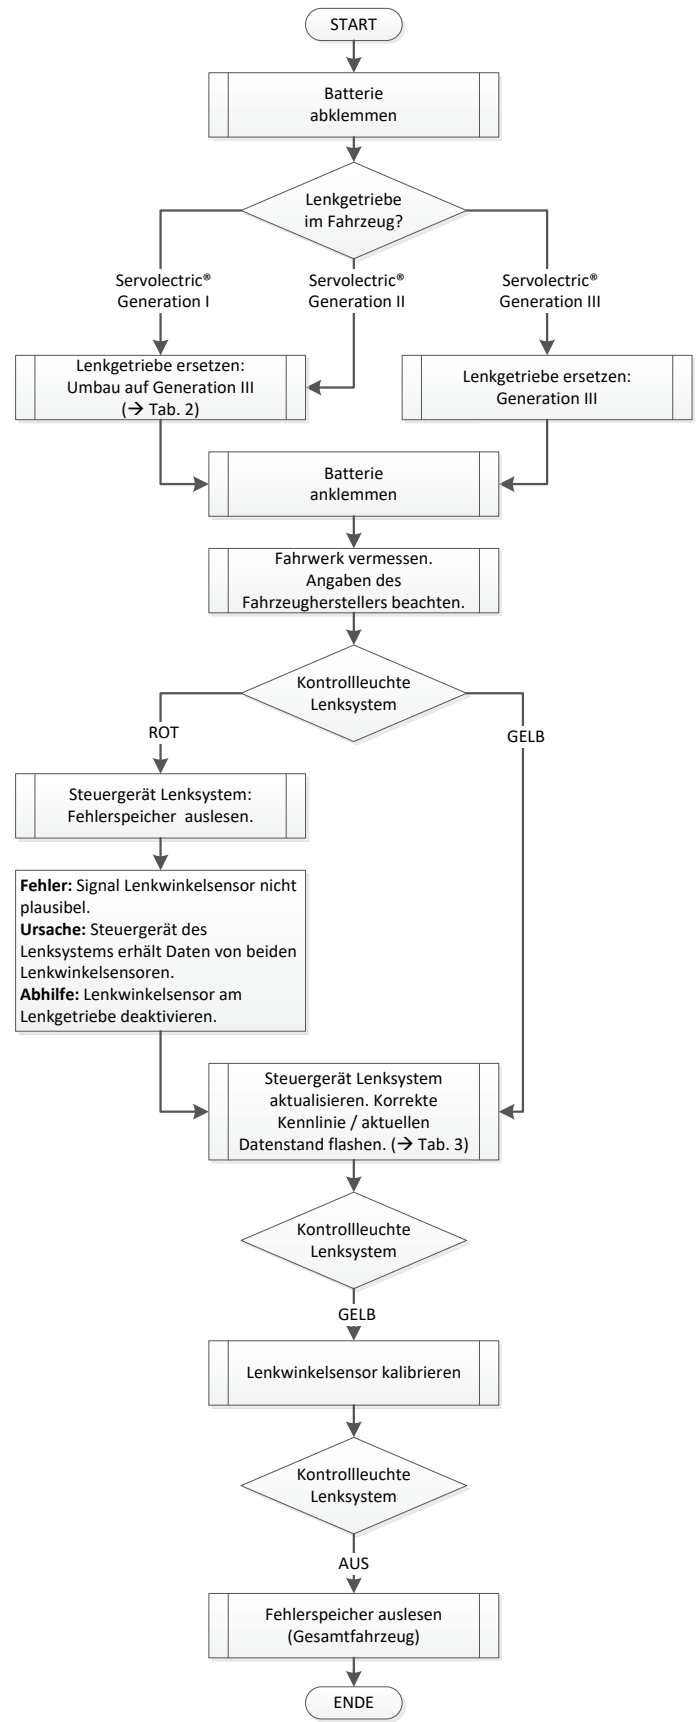 START
Batterie
abklemmen
Lenkgetriebe
im Fahrzeug?
Servolectric®
Generation I
Servolectric®
Generation II
Servolectric®
Generation III
Lenkgetriebe ersetzen:
Umbau auf Generation III
(→ Tab. 2)
Lenkgetriebe ersetzen:
Generation III
Batterie
anklemmen
Fahrwerk vermessen.
Angaben des
Fahrzeugherstellers beachten.
Kontrollleuchte
Lenksystem
ROT
GELB
Steuergerät Lenksystem:
Fehlerspeicher auslesen.
Fehler: Signal Lenkwinkelsensor nicht
plausibel.
Ursache: Steuergerät des
Lenksystems erhält Daten von beiden
Lenkwinkelsensoren.
Abhilfe: Lenkwinkelsensor am
Lenkgetriebe deaktivieren.
Steuergerät Lenksystem
aktualisieren. Korrekte
Kennlinie / aktuellen
Datenstand flashen. (→ Tab. 3)
Kontrollleuchte
Lenksystem
GELB
Lenkwinkelsensor kalibrieren
Kontrollleuchte
Lenksystem
AUS
Fehlerspeicher auslesen
(Gesamtfahrzeug)
ENDE